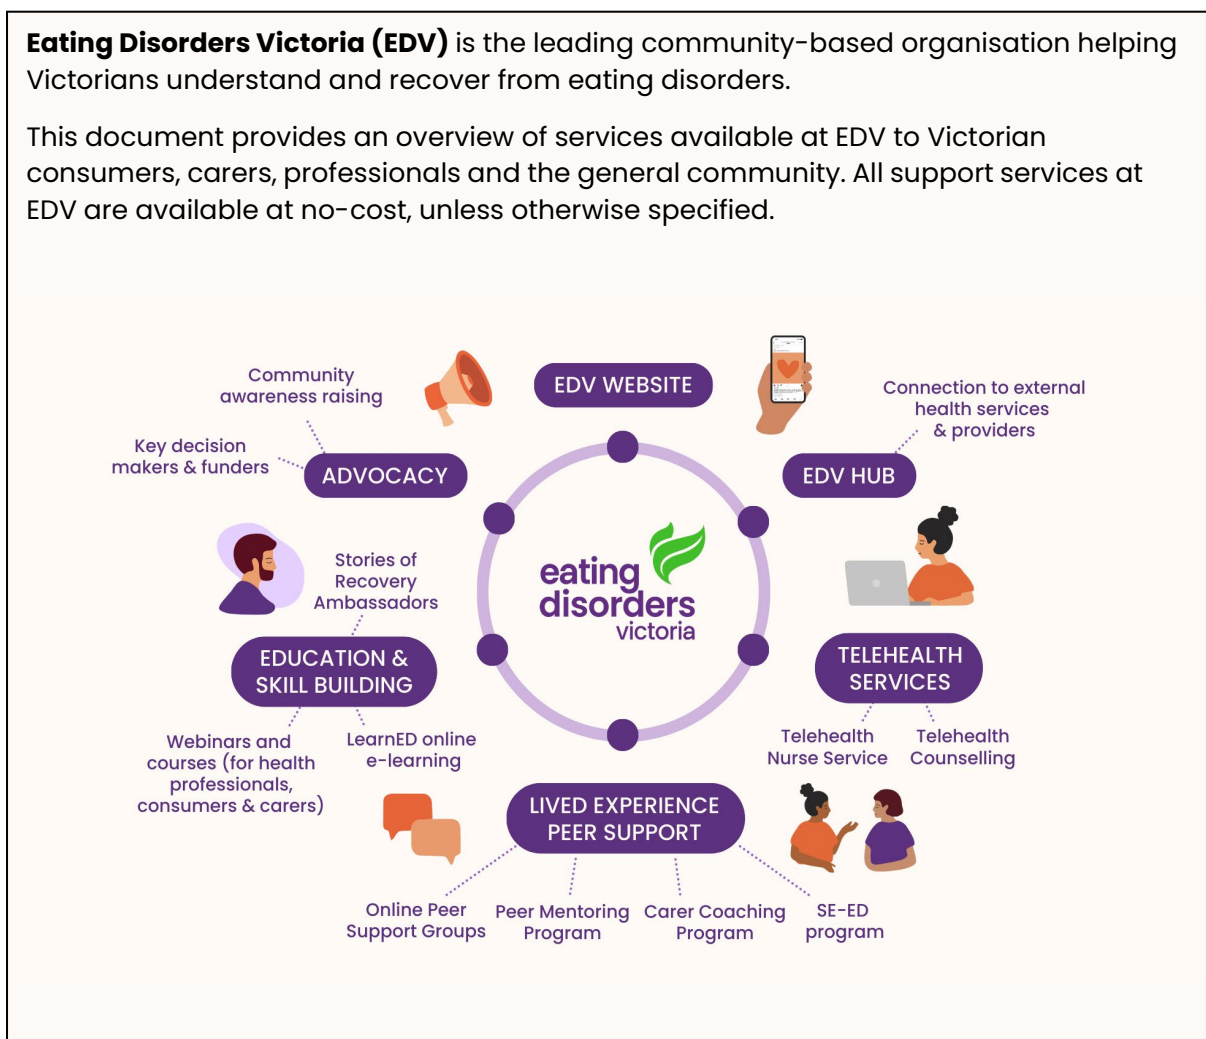 Eating Disorders Victoria (EDV) is the leading community-based organisation helping
Victorians understand and recover from eating disorders.
This document provides an overview of services available at EDV to Victorian
consumers, carers, professionals and the general community. All support services at
EDV are available at no-cost, unless otherwise specified.
EDV WEBSITE
Connection to external
health services
& providers
EDV HUB
TELEHEALTH
SERVICES
Telehealth
Nurse Service
Telehealth
Counselling
LIVED EXPERIENCE
PEER SUPPORT
Online Peer
Support Groups
Peer Mentoring
Program
Carer Coaching
Program
SE-ED
program
Stories of
Recovery
Ambassadors
EDUCATION &
SKILL BUILDING
Webinars and
courses (for health
professionals,
consumers & carers)
LearnED online
e-learning
Community
awareness raising
Key decision
makers & funders
ADVOCACY
eating
disorders
victoria